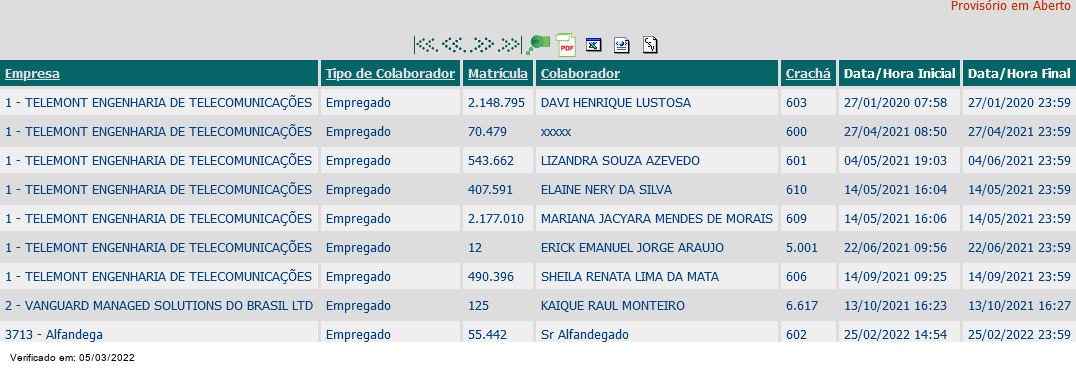 Provisório em Aberto
PDF
Empresa Tipo de Colaborador Matrícula Colaborador Crachá Data/Hora Inicial Data/Hora Final
1 - TELEMONT ENGENHARIA DE TELECOMUNICAÇÕES Empregado 2.148.795 DAVI HENRIQUE LUSTOSA 603 27/01/2020 07:58 27/01/2020 23:59
1 - TELEMONT ENGENHARIA DE TELECOMUNICAÇÕES Empregado 70.479 xxxxx 600 27/04/2021 08:50 27/04/2021 23:59
1 - TELEMONT ENGENHARIA DE TELECOMUNICAÇÕES Empregado 543.662 LIZANDRA SOUZA AZEVEDO 601 04/05/2021 19:03 04/06/2021 23:59
1 - TELEMONT ENGENHARIA DE TELECOMUNICAÇÕES Empregado 407.591 ELAINE NERY DA SILVA 610 14/05/2021 16:04 14/05/2021 23:59
1 - TELEMONT ENGENHARIA DE TELECOMUNICAÇÕES Empregado 2.177.010 MARIANA JACYARA MENDES DE MORAIS 609 14/05/2021 16:06 14/05/2021 23:59
1 - TELEMONT ENGENHARIA DE TELECOMUNICAÇÕES Empregado 12 ERICK EMANUEL JORGE ARAUJO 5.001 22/06/2021 09:56 22/06/2021 23:59
1 - TELEMONT ENGENHARIA DE TELECOMUNICAÇÕES Empregado 490.396 SHEILA RENATA LIMA DA MATA 606 14/09/2021 09:25 14/09/2021 23:59
2 - VANGUARD MANAGED SOLUTIONS DO BRASIL LTD Empregado 125 KAIQUE RAUL MONTEIRO 6.617 13/10/2021 16:23 13/10/2021 16:27
3713 - Alfandega Empregado 55.442 Sr Alfandegado 602 25/02/2022 14:54 25/02/2022 23:59
Verificado em: 05/03/2022